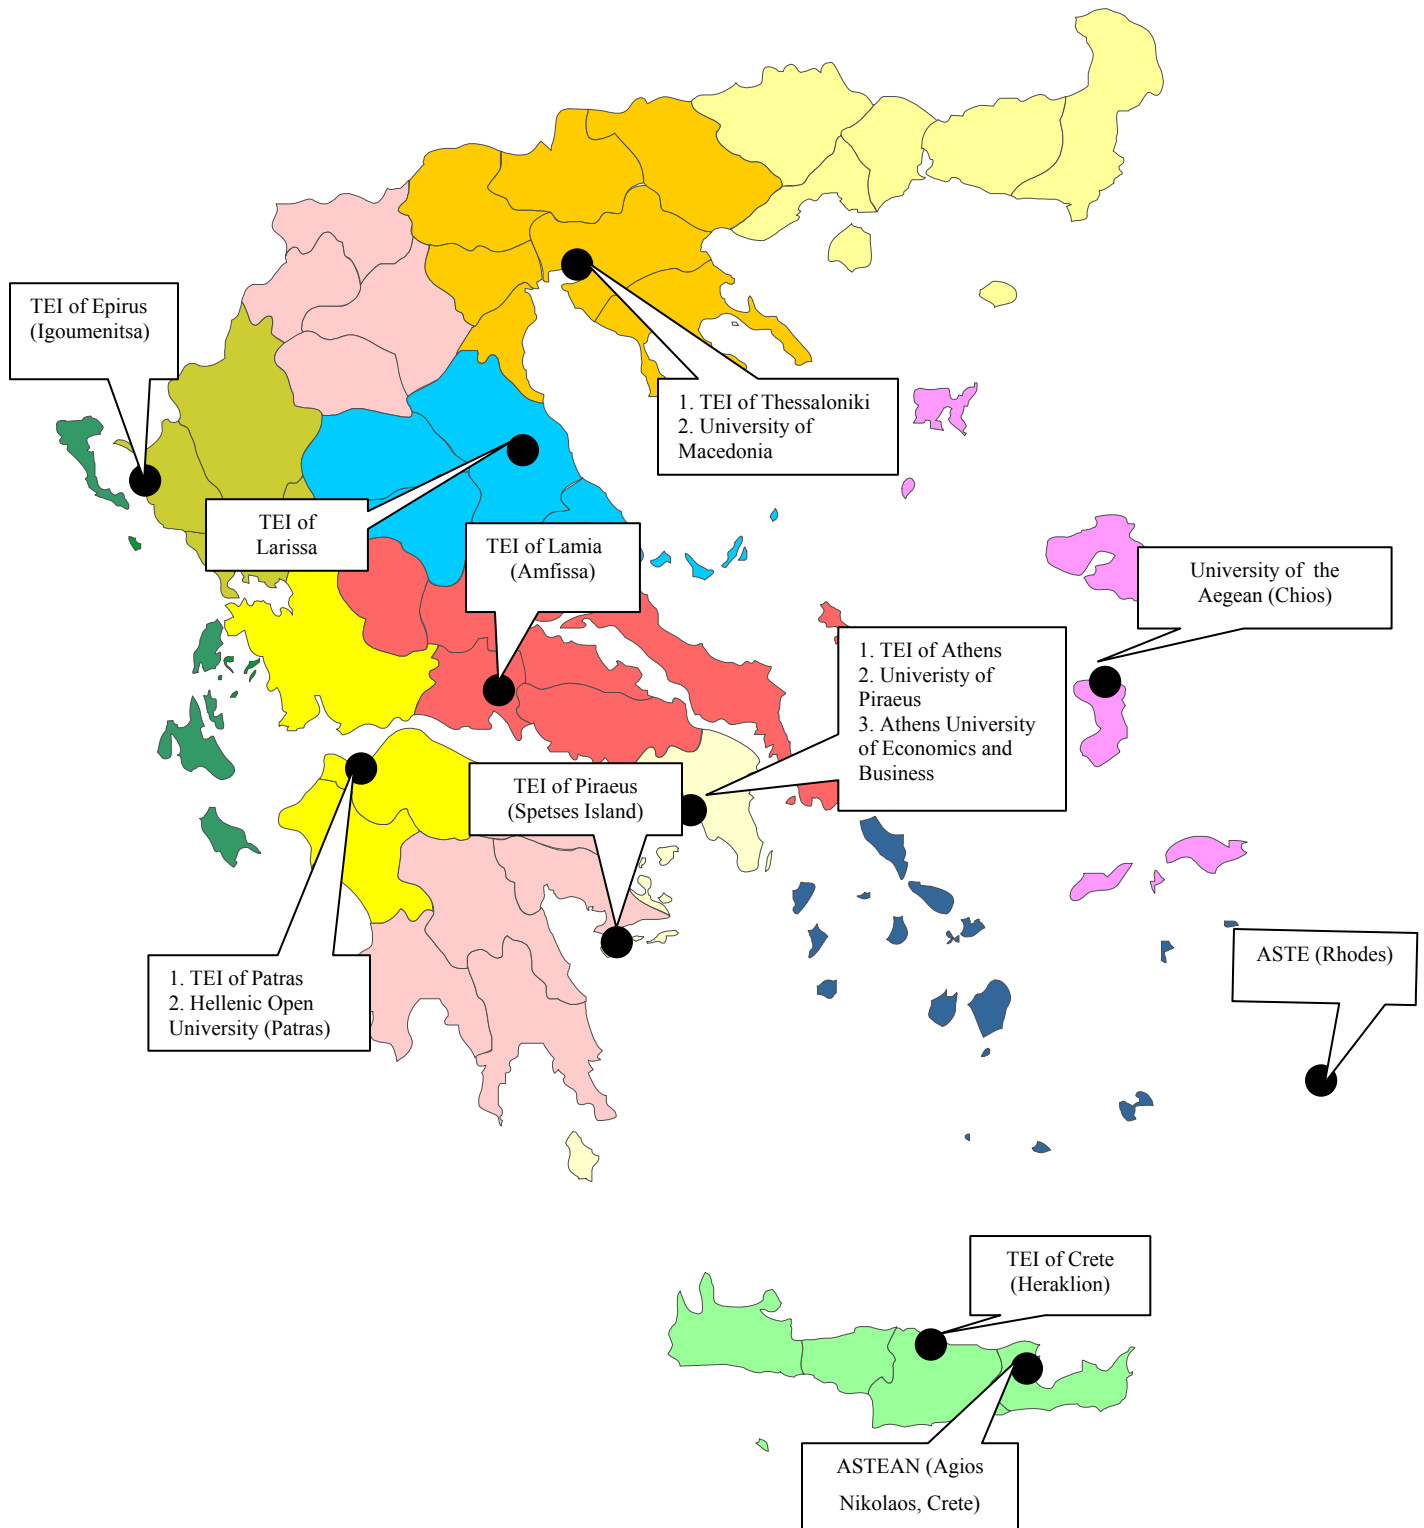 TEI of Epirus
(Igoumenitsa)
1. TEI of Thessaloniki
2. University of
Macedonia
TEI of
Larissa
TEI of Lamia
(Amfissa)
University of the
Aegean (Chios)
1. TEI of Athens
2. Univeristy of
Piraeus
3. Athens University
of Economics and
Business
TEI of Piraeus
(Spetses Island)
1. TEI of Patras
2. Hellenic Open
University (Patras)
ASTE (Rhodes)
TEI of Crete
(Heraklion)
ASTEAN (Agios
Nikolaos, Crete)